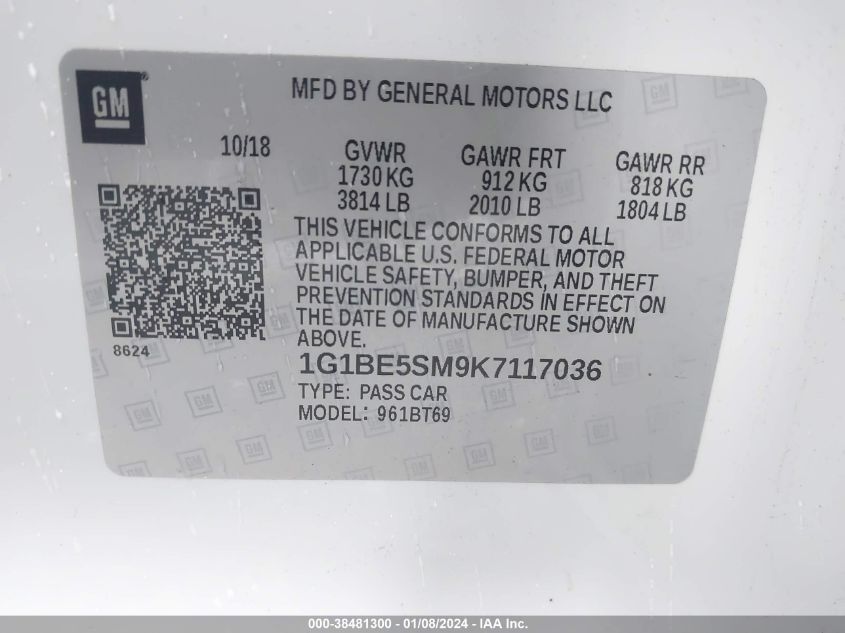 GM
MFD BY GENERAL MOTORS LLC
10/18
GVWR
1730 KG
3814 LB
GAWR FRT
912 KG
2010 LB
GAWR RR
818 KG
1804 LB
THIS VEHICLE CONFORMS TO ALL
APPLICABLE U.S. FEDERAL MOTOR
VEHICLE SAFETY, BUMPER, AND THEFT
PREVENTION STANDARDS IN EFFECT ON
THE DATE OF MANUFACTURE SHOWN
ABOVE.
8624
1G1BE5SM9K7117036
TYPE: PASS CAR
MODEL: 961BT69
000-38481300 - 01/08/2024 - IAA Inc.